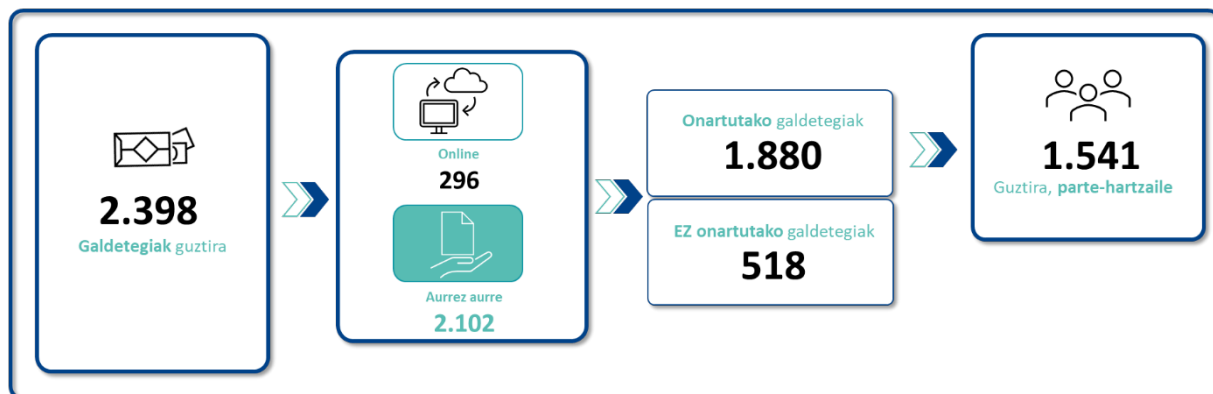 2.398
Galdetegiak guztira
Online
296
Aurrez aurre
2.102
Onartutako galdetegiak
1.880
EZ onartutako galdetegiak
518
1.541
Guztira, parte-hartzaile